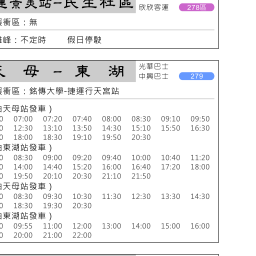 景站-民生社區 欣欣客運 278區
衝區：無
峰：不定時 假日停駛
天 母 - 東 湖 光華巴士 中興巴士 279
衝區：銘傳大學-捷運行天宮站
天母站發車）
0 07:00 07:20 07:40 08:00 08:30 09:10 09:50
0 12:30 13:10 13:50 14:30 15:10 15:50 16:30
0 18:00 18:30 19:10 19:50 20:30
東湖站發車）
0 08:30 09:00 09:20 09:40 10:00 10:40 11:20
0 14:00 14:40 15:20 16:00 16:40 17:20 18:00
0 19:50 20:10 20:30 21:10 21:50
天母站發車）
0 08:30 09:30 10:30 11:30 12:30 13:30 14:30
0 18:30 19:30 20:30
東湖站發車）
0 09:55 11:00 12:00 13:00 14:00 15:00 16:00
0 20:00 21:00 22:00